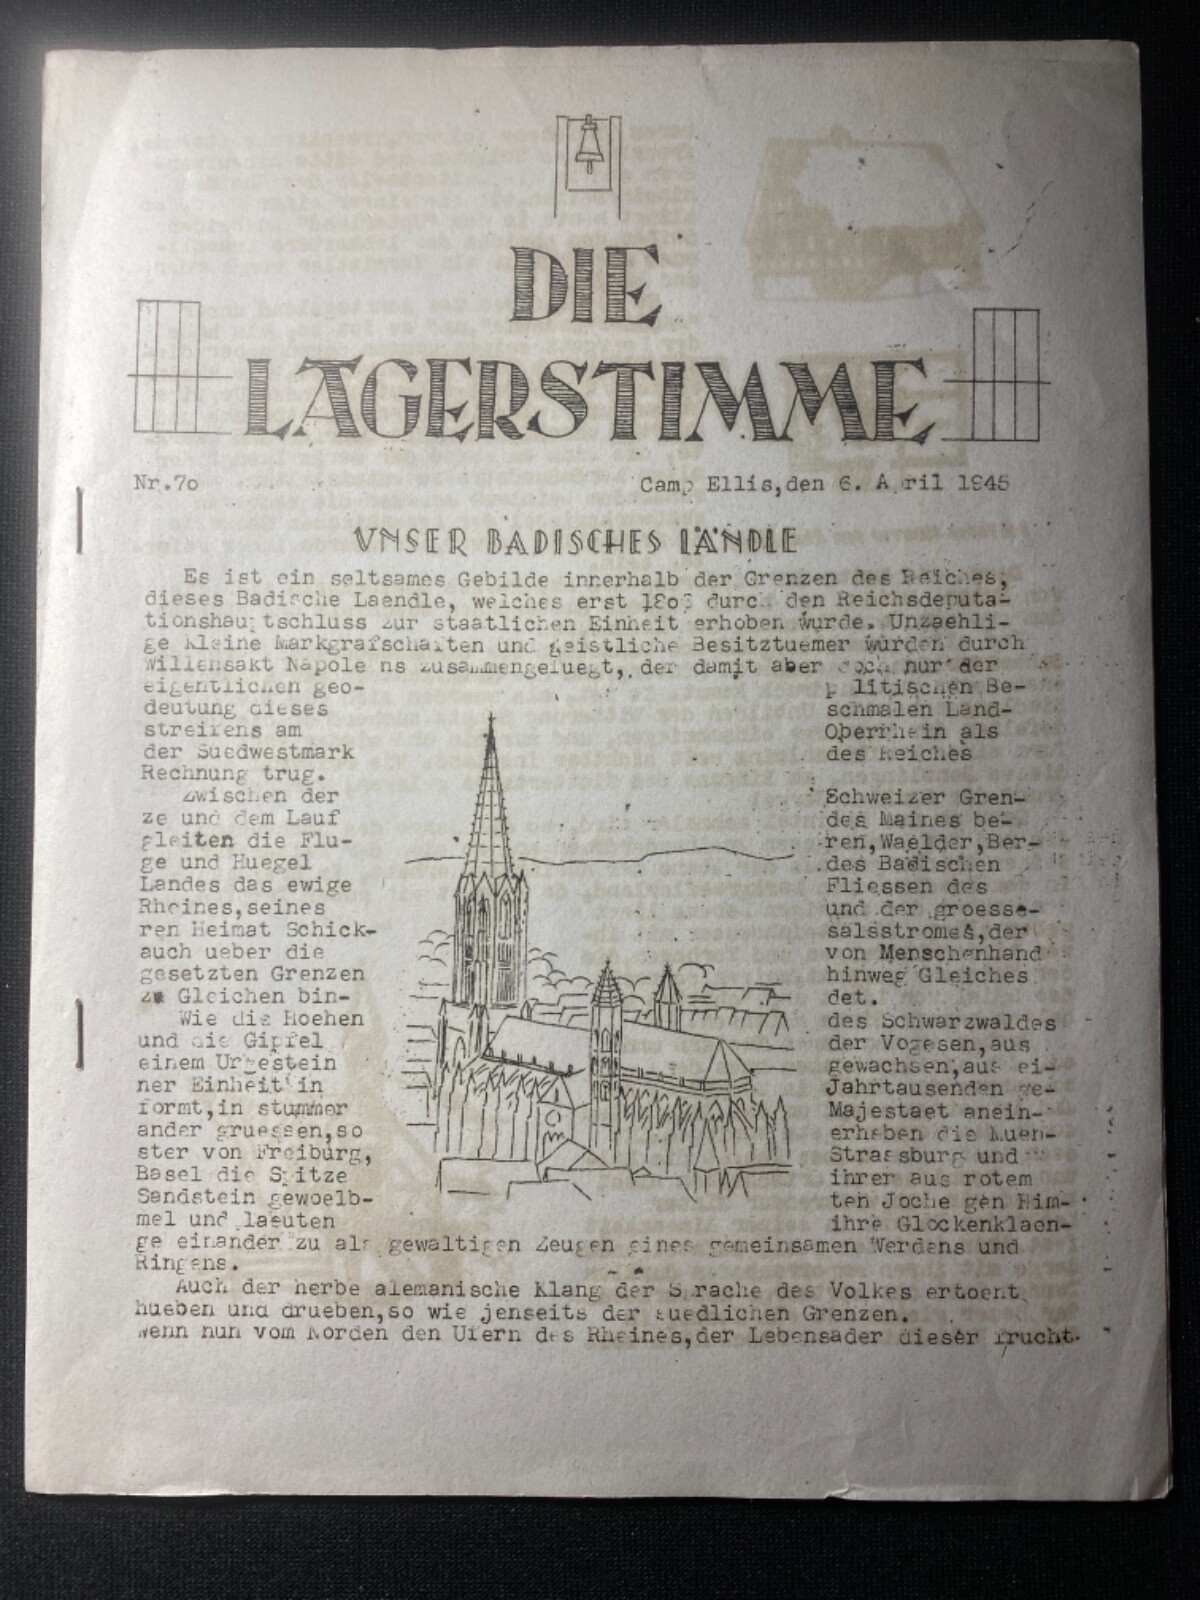 DIE
LAGERSTIMME
Nr.7o Camp Ellis,den 6. April 1945
VNSER BADISCHES LÄNDLE
Es ist ein seltsames Gebilde innerhalb der Grenzen des Reiches,
dieses Badische Laendle, welches erst 18o3 durch den Reichsdeputa-
tionshauptschluss zur staatlichen Einheit erhoben wurde. Unzaehli-
ge kleine Markgrafschaften und geistliche Besitztuemer wurden durch
Willensakt Napoleons zusammengefuegt, der damit aber doch nur der
eigentlichen geo- politischen Be-
deutung dieses schmalen Land-
streifens am Oberrhein als
der Suedwestmark des Reiches
Rechnung trug.
Zwischen der Schweizer Gren-
ze und dem Lauf des Maines be-
gleiten die Flu- ren,Waelder,Ber-
ge und Huegel des Badischen
Landes das ewige Fliessen des
Rheines,seines und der groesse-
ren Heimat Schick- salsstromes,der
auch ueber die von Menschenhand
gesetzten Grenzen hinweg Gleiches
zu Gleichen bin- det.
Wie die Hoehen des Schwarzwaldes
und die Gipfel der Vogesen,aus
einem Urgestein gewachsen,aus ei-
ner Einheit in Jahrtausenden ge-
formt,in stummer Majestaet anein-
ander gruessen,so erheben die Muen-
ster von Freiburg, Strassburg und
Basel die Spitze ihrer aus rotem
Sandstein gewoelb- ten Joche gen Him-
mel und laeuten ihre Glockenklaen-
ge einander zu als gewaltigen Zeugen eines gemeinsamen Werdens und
Ringens.
Auch der herbe alemanische Klang der Sprache des Volkes ertoent
hueben und drueben,so wie jenseits der suedlichen Grenzen.
Wenn nun vom Norden den Ufern des Rheines,der Lebensader dieser frucht-